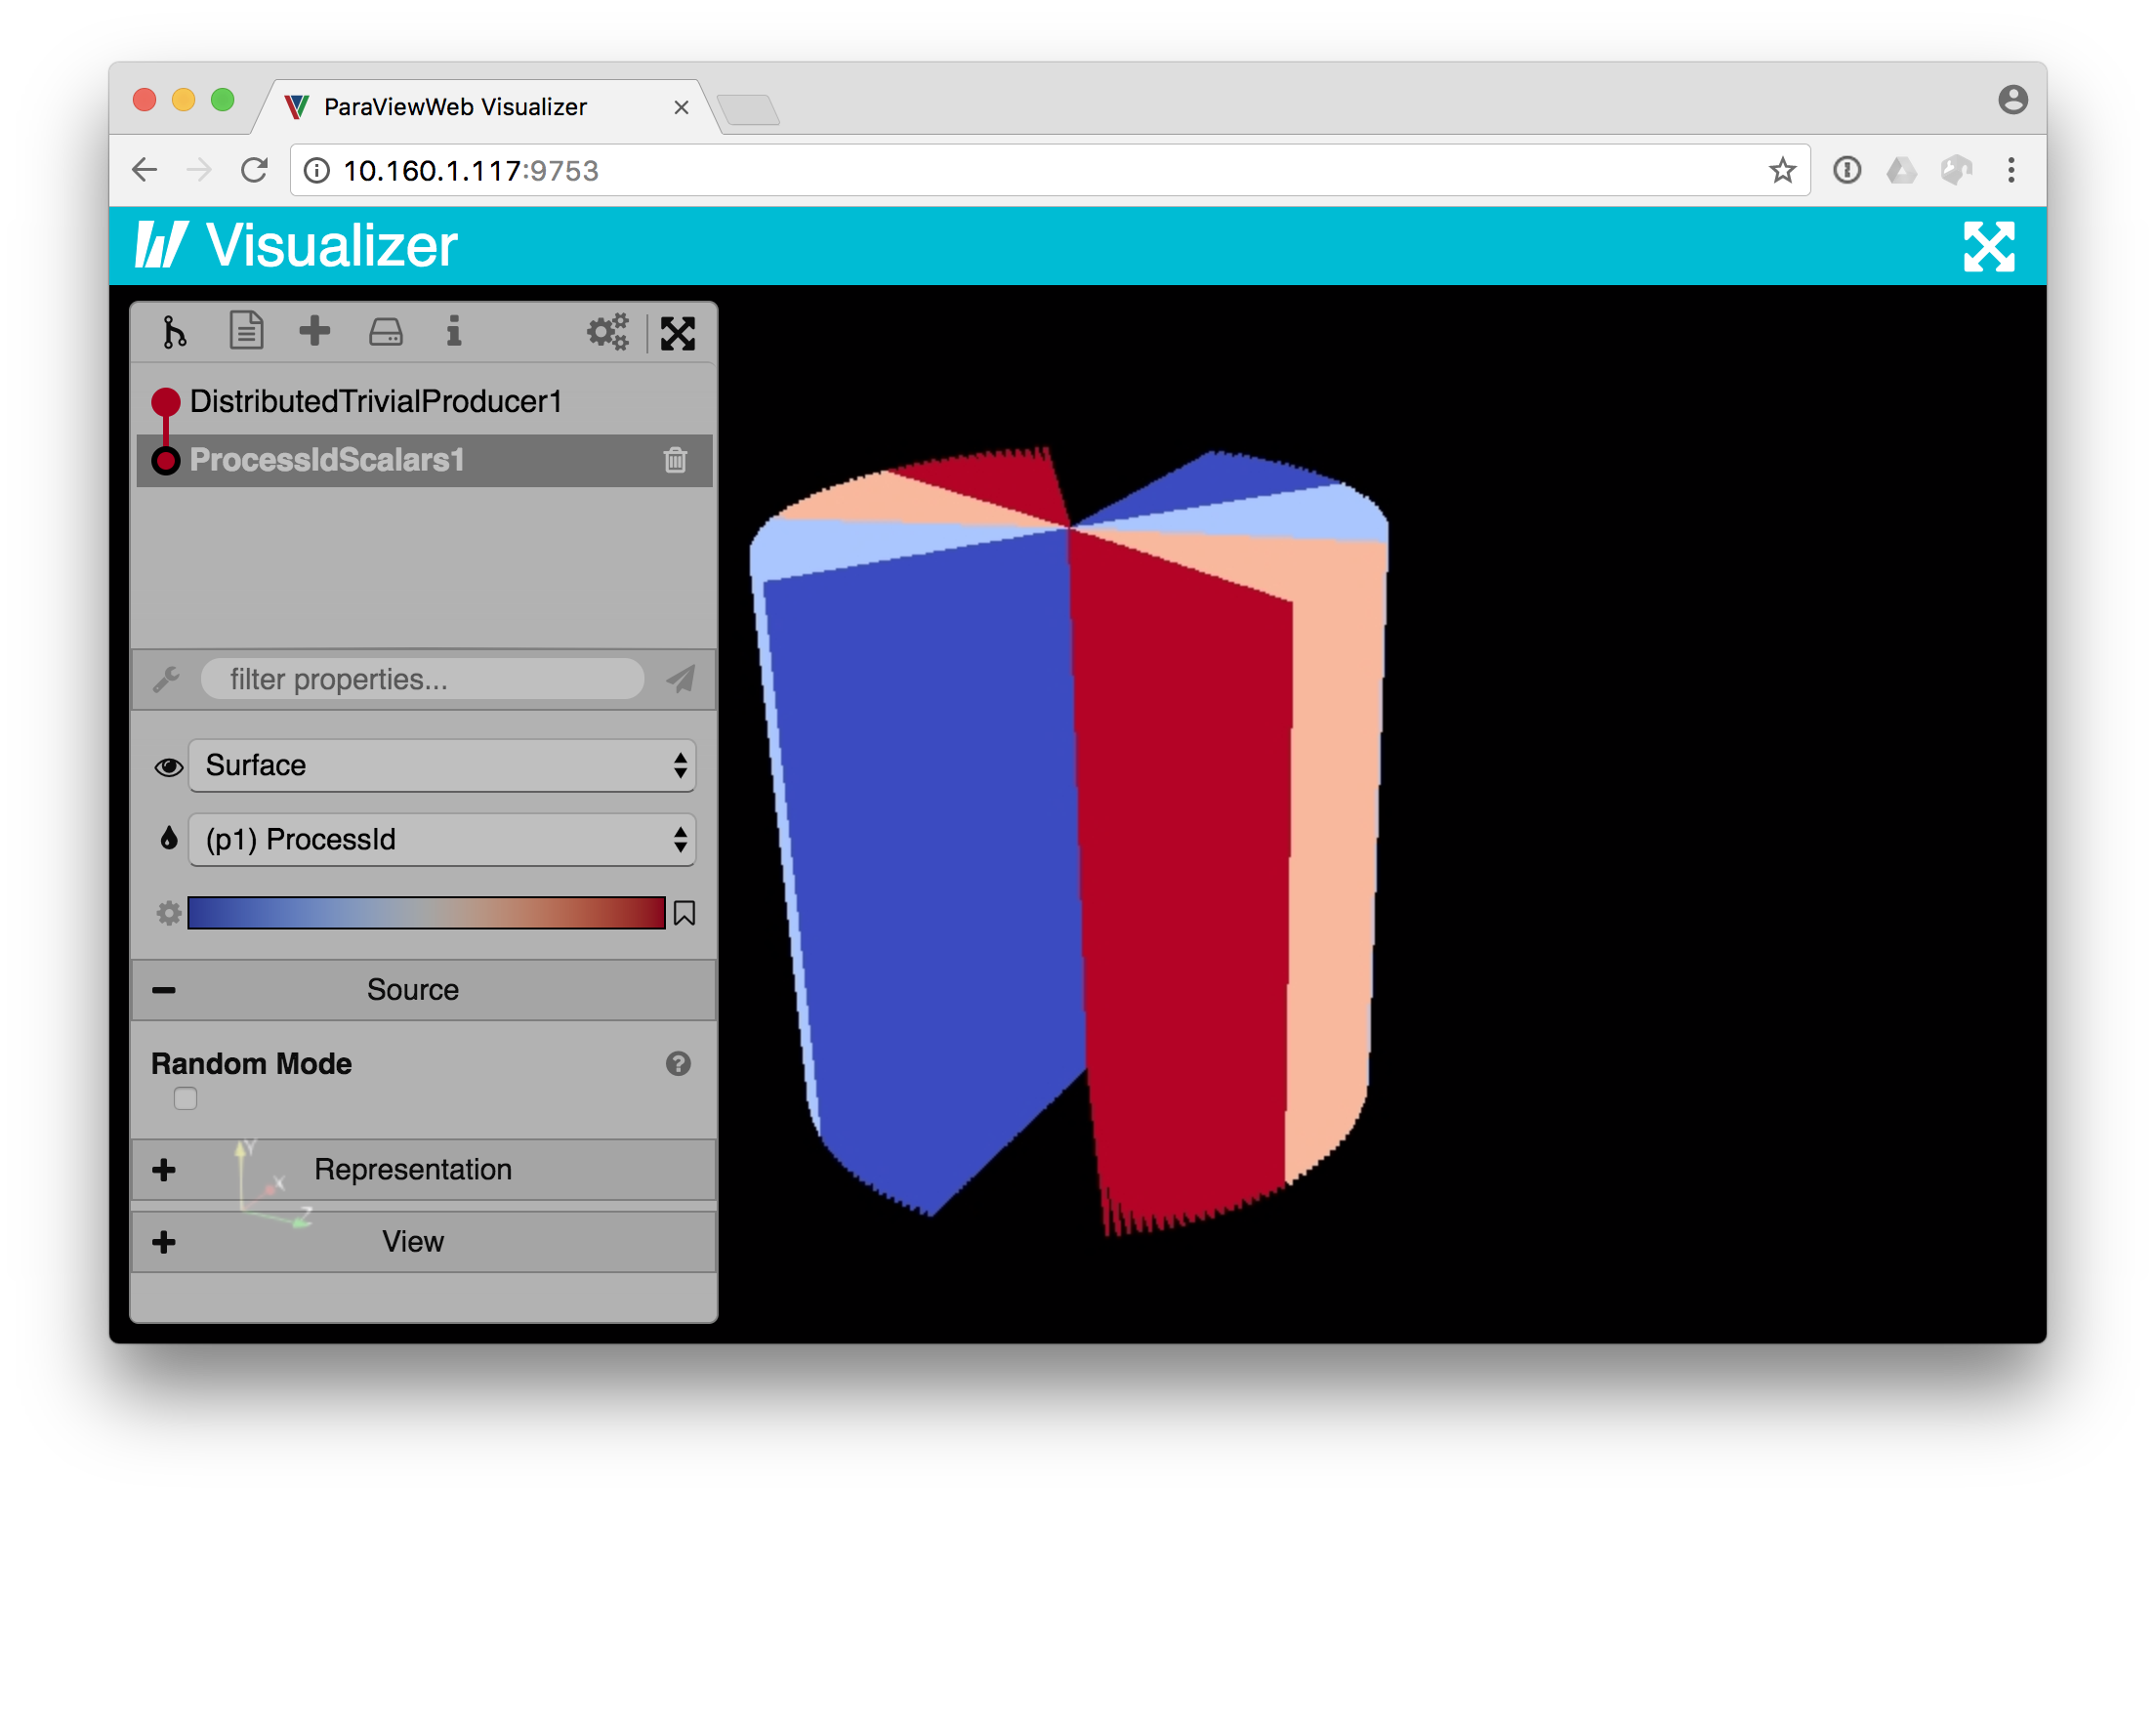 ParaViewWeb Visualizer
10.160.1.117:9753
Visualizer
DistributedTrivialProducer1
ProcessIdScalars1
filter properties...
Surface
(p1) ProcessId
Source
Random Mode
Y
X
Representation
Z
View